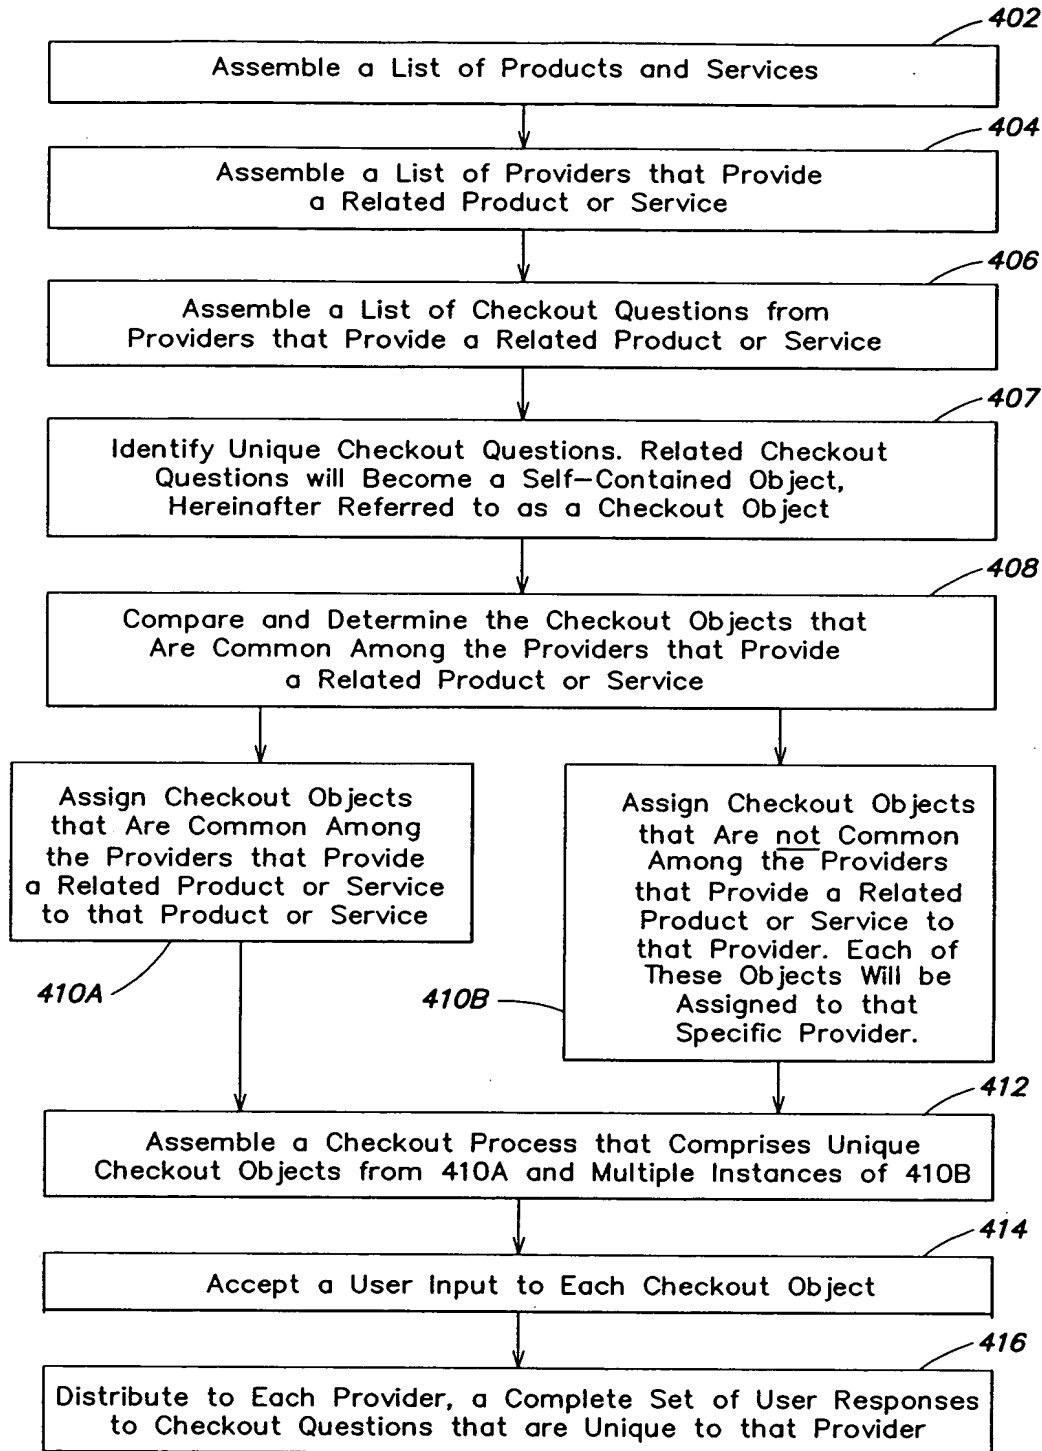 402
Assemble a List of Products and Services
404
Assemble a List of Providers that Provide
a Related Product or Service
406
Assemble a List of Checkout Questions from
Providers that Provide a Related Product or Service
407
Identify Unique Checkout Questions. Related Checkout
Questions will Become a Self-Contained Object,
Hereinafter Referred to as a Checkout Object
408
Compare and Determine the Checkout Objects that
Are Common Among the Providers that Provide
a Related Product or Service
Assign Checkout Objects
that Are Common Among
the Providers that Provide
a Related Product or Service
to that Product or Service
410A
Assign Checkout Objects
that Are not Common
Among the Providers
that Provide a Related
Product or Service to
that Provider. Each of
These Objects Will be
Assigned to that
Specific Provider.
410B
412
Assemble a Checkout Process that Comprises Unique
Checkout Objects from 410A and Multiple Instances of 410B
414
Accept a User Input to Each Checkout Object
416
Distribute to Each Provider, a Complete Set of User Responses
to Checkout Questions that are Unique to that Provider